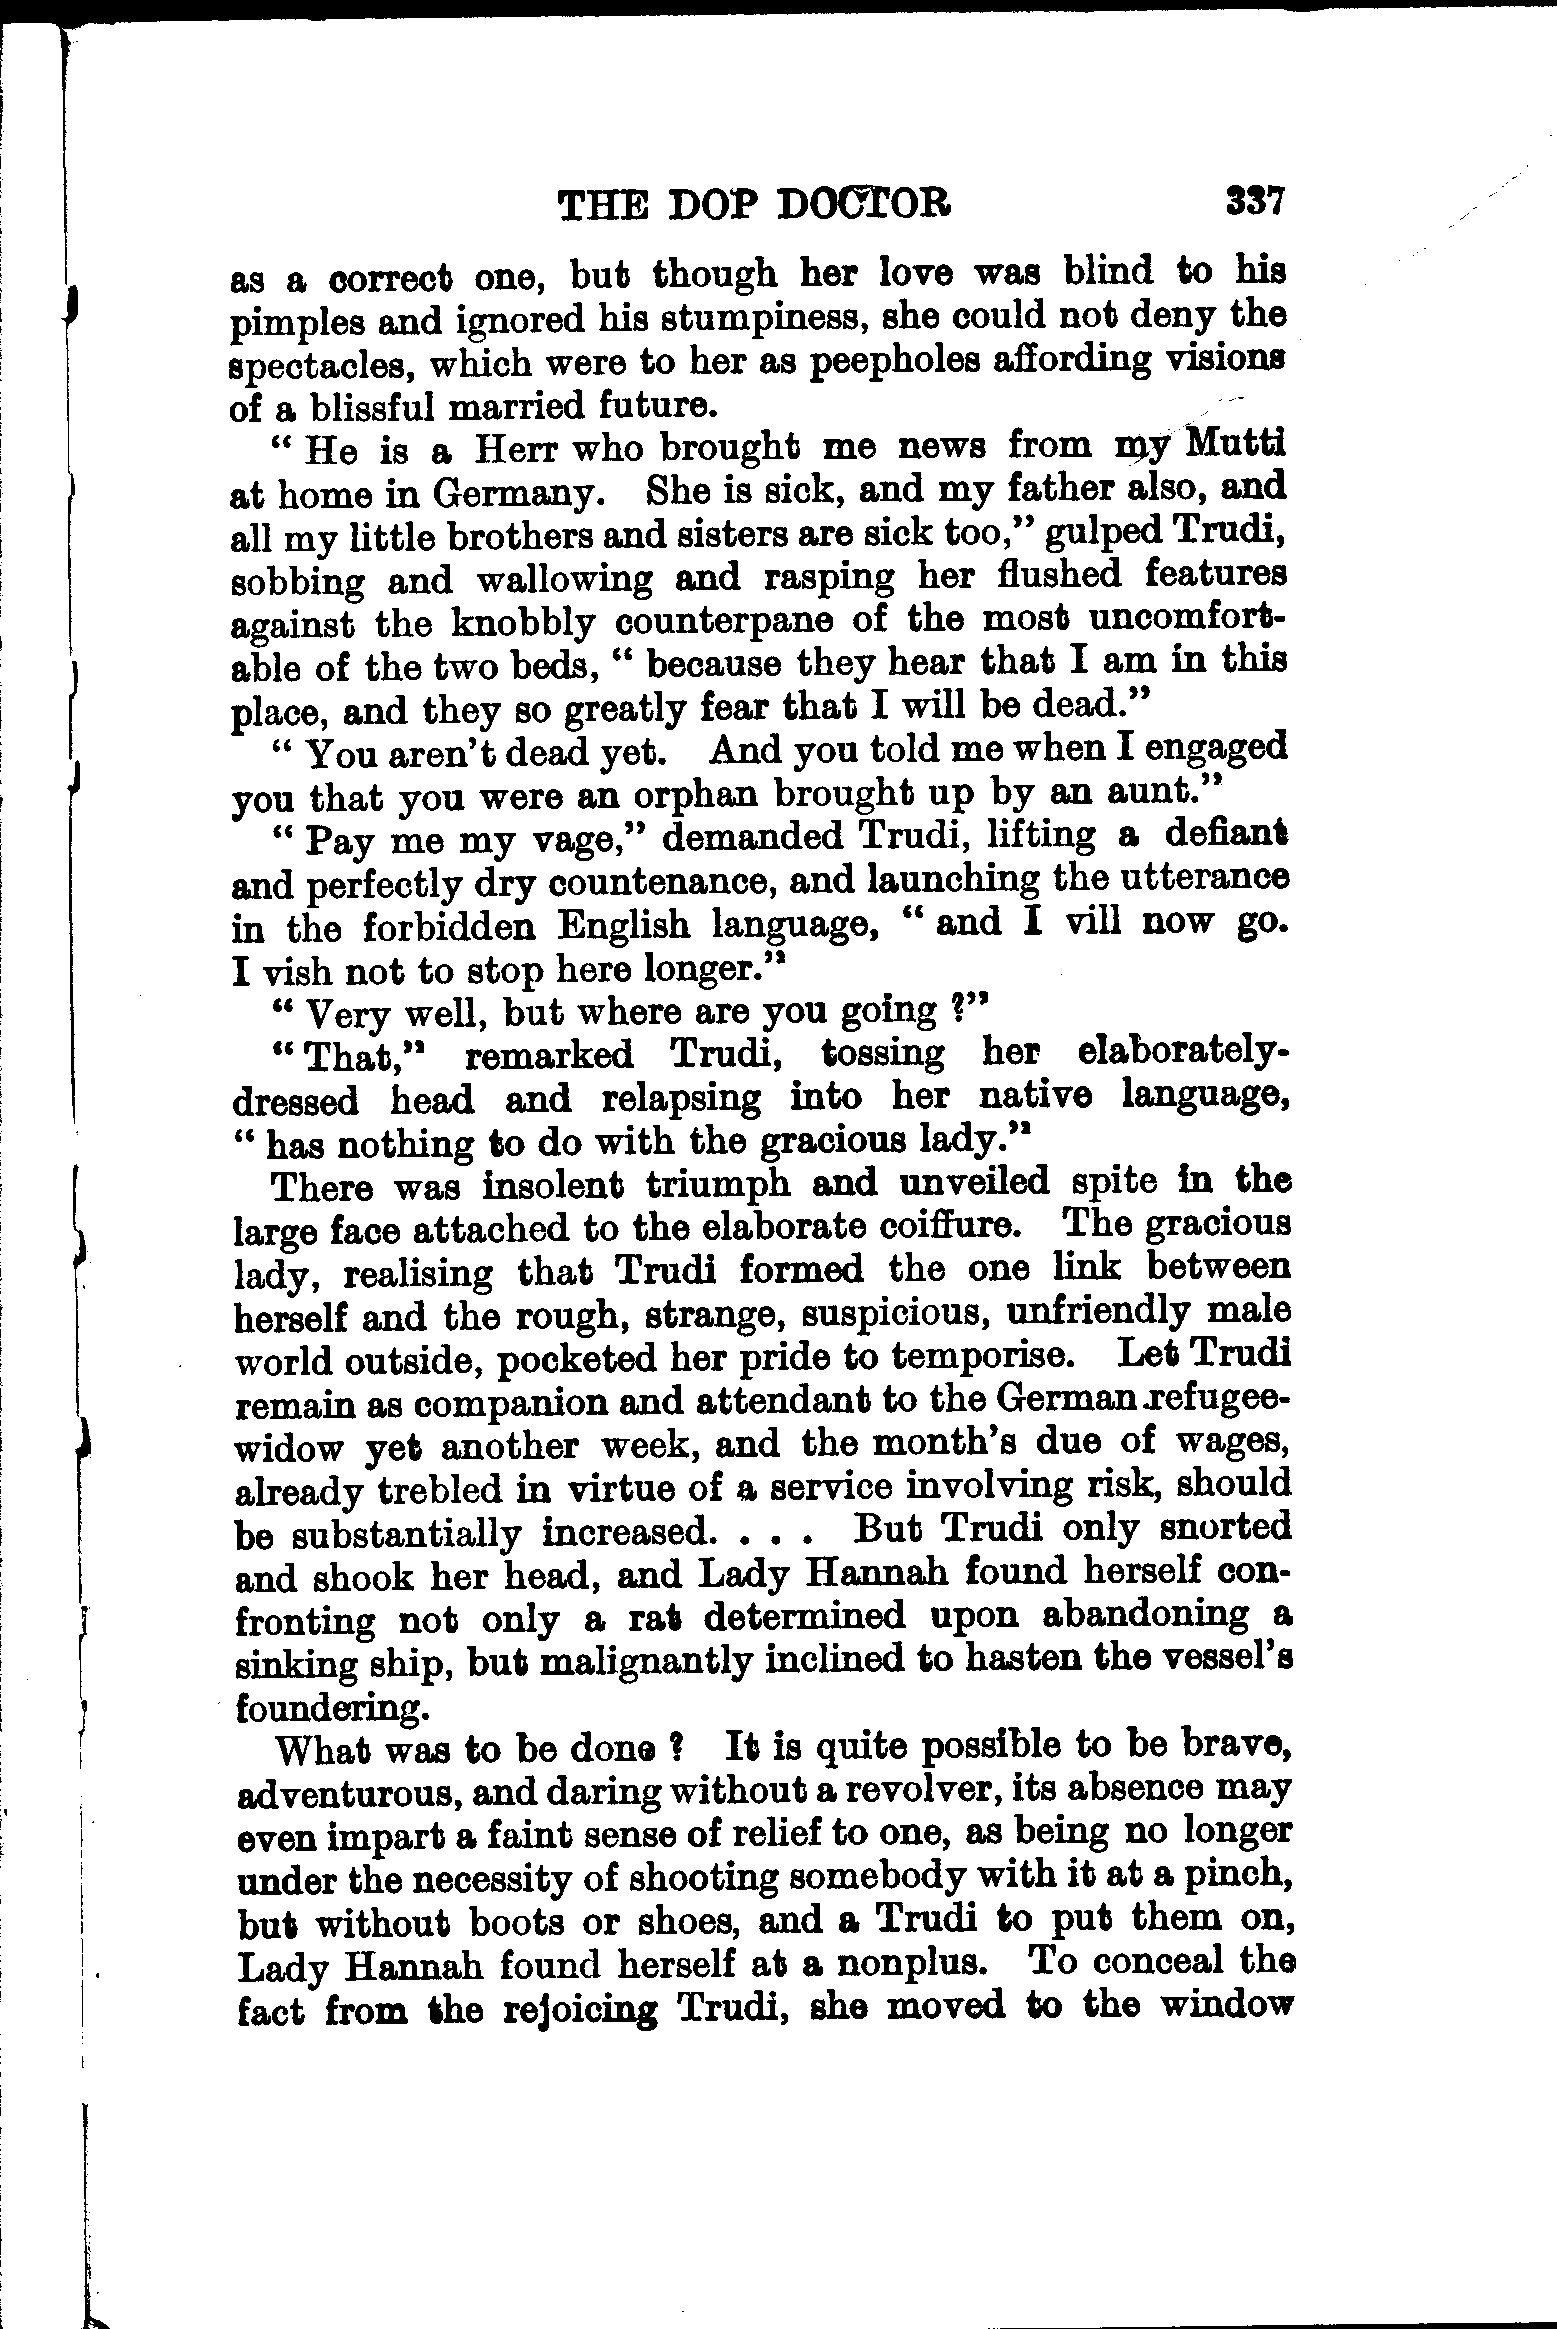 THE DOP DOCTOR 337
as a correct one, but though her love was blind to his
pimples and ignored his stumpiness, she could not deny the
spectacles, which were to her as peepholes affording visions
of a blissful married future.
“ He is a Herr who brought me news from my Mutti
at home in Germany. She is sick, and my father also, and
all my little brothers and sisters are sick too,” gulped Trudi,
sobbing and wallowing and rasping her flushed features
against the knobbly counterpane of the most uncomfort-
able of the two beds, “ because they hear that I am in this
place, and they so greatly fear that I will be dead.”
“ You aren’t dead yet. And you told me when I engaged
you that you were an orphan brought up by an aunt.”
“ Pay me my vage,” demanded Trudi, lifting a defiant
and perfectly dry countenance, and launching the utterance
in the forbidden English language, “ and I vill now go.
I vish not to stop here longer.”
“ Very well, but where are you going ?”
“ That,” remarked Trudi, tossing her elaborately-
dressed head and relapsing into her native language,
“ has nothing to do with the gracious lady.”
There was insolent triumph and unveiled spite in the
large face attached to the elaborate coiffure. The gracious
lady, realising that Trudi formed the one link between
herself and the rough, strange, suspicious, unfriendly male
world outside, pocketed her pride to temporise. Let Trudi
remain as companion and attendant to the German refugee-
widow yet another week, and the month’s due of wages,
already trebled in virtue of a service involving risk, should
be substantially increased. . . . But Trudi only snorted
and shook her head, and Lady Hannah found herself con-
fronting not only a rat determined upon abandoning a
sinking ship, but malignantly inclined to hasten the vessel’s
foundering.
What was to be done ? It is quite possible to be brave,
adventurous, and daring without a revolver, its absence may
even impart a faint sense of relief to one, as being no longer
under the necessity of shooting somebody with it at a pinch,
but without boots or shoes, and a Trudi to put them on,
Lady Hannah found herself at a nonplus. To conceal the
fact from the rejoicing Trudi, she moved to the window